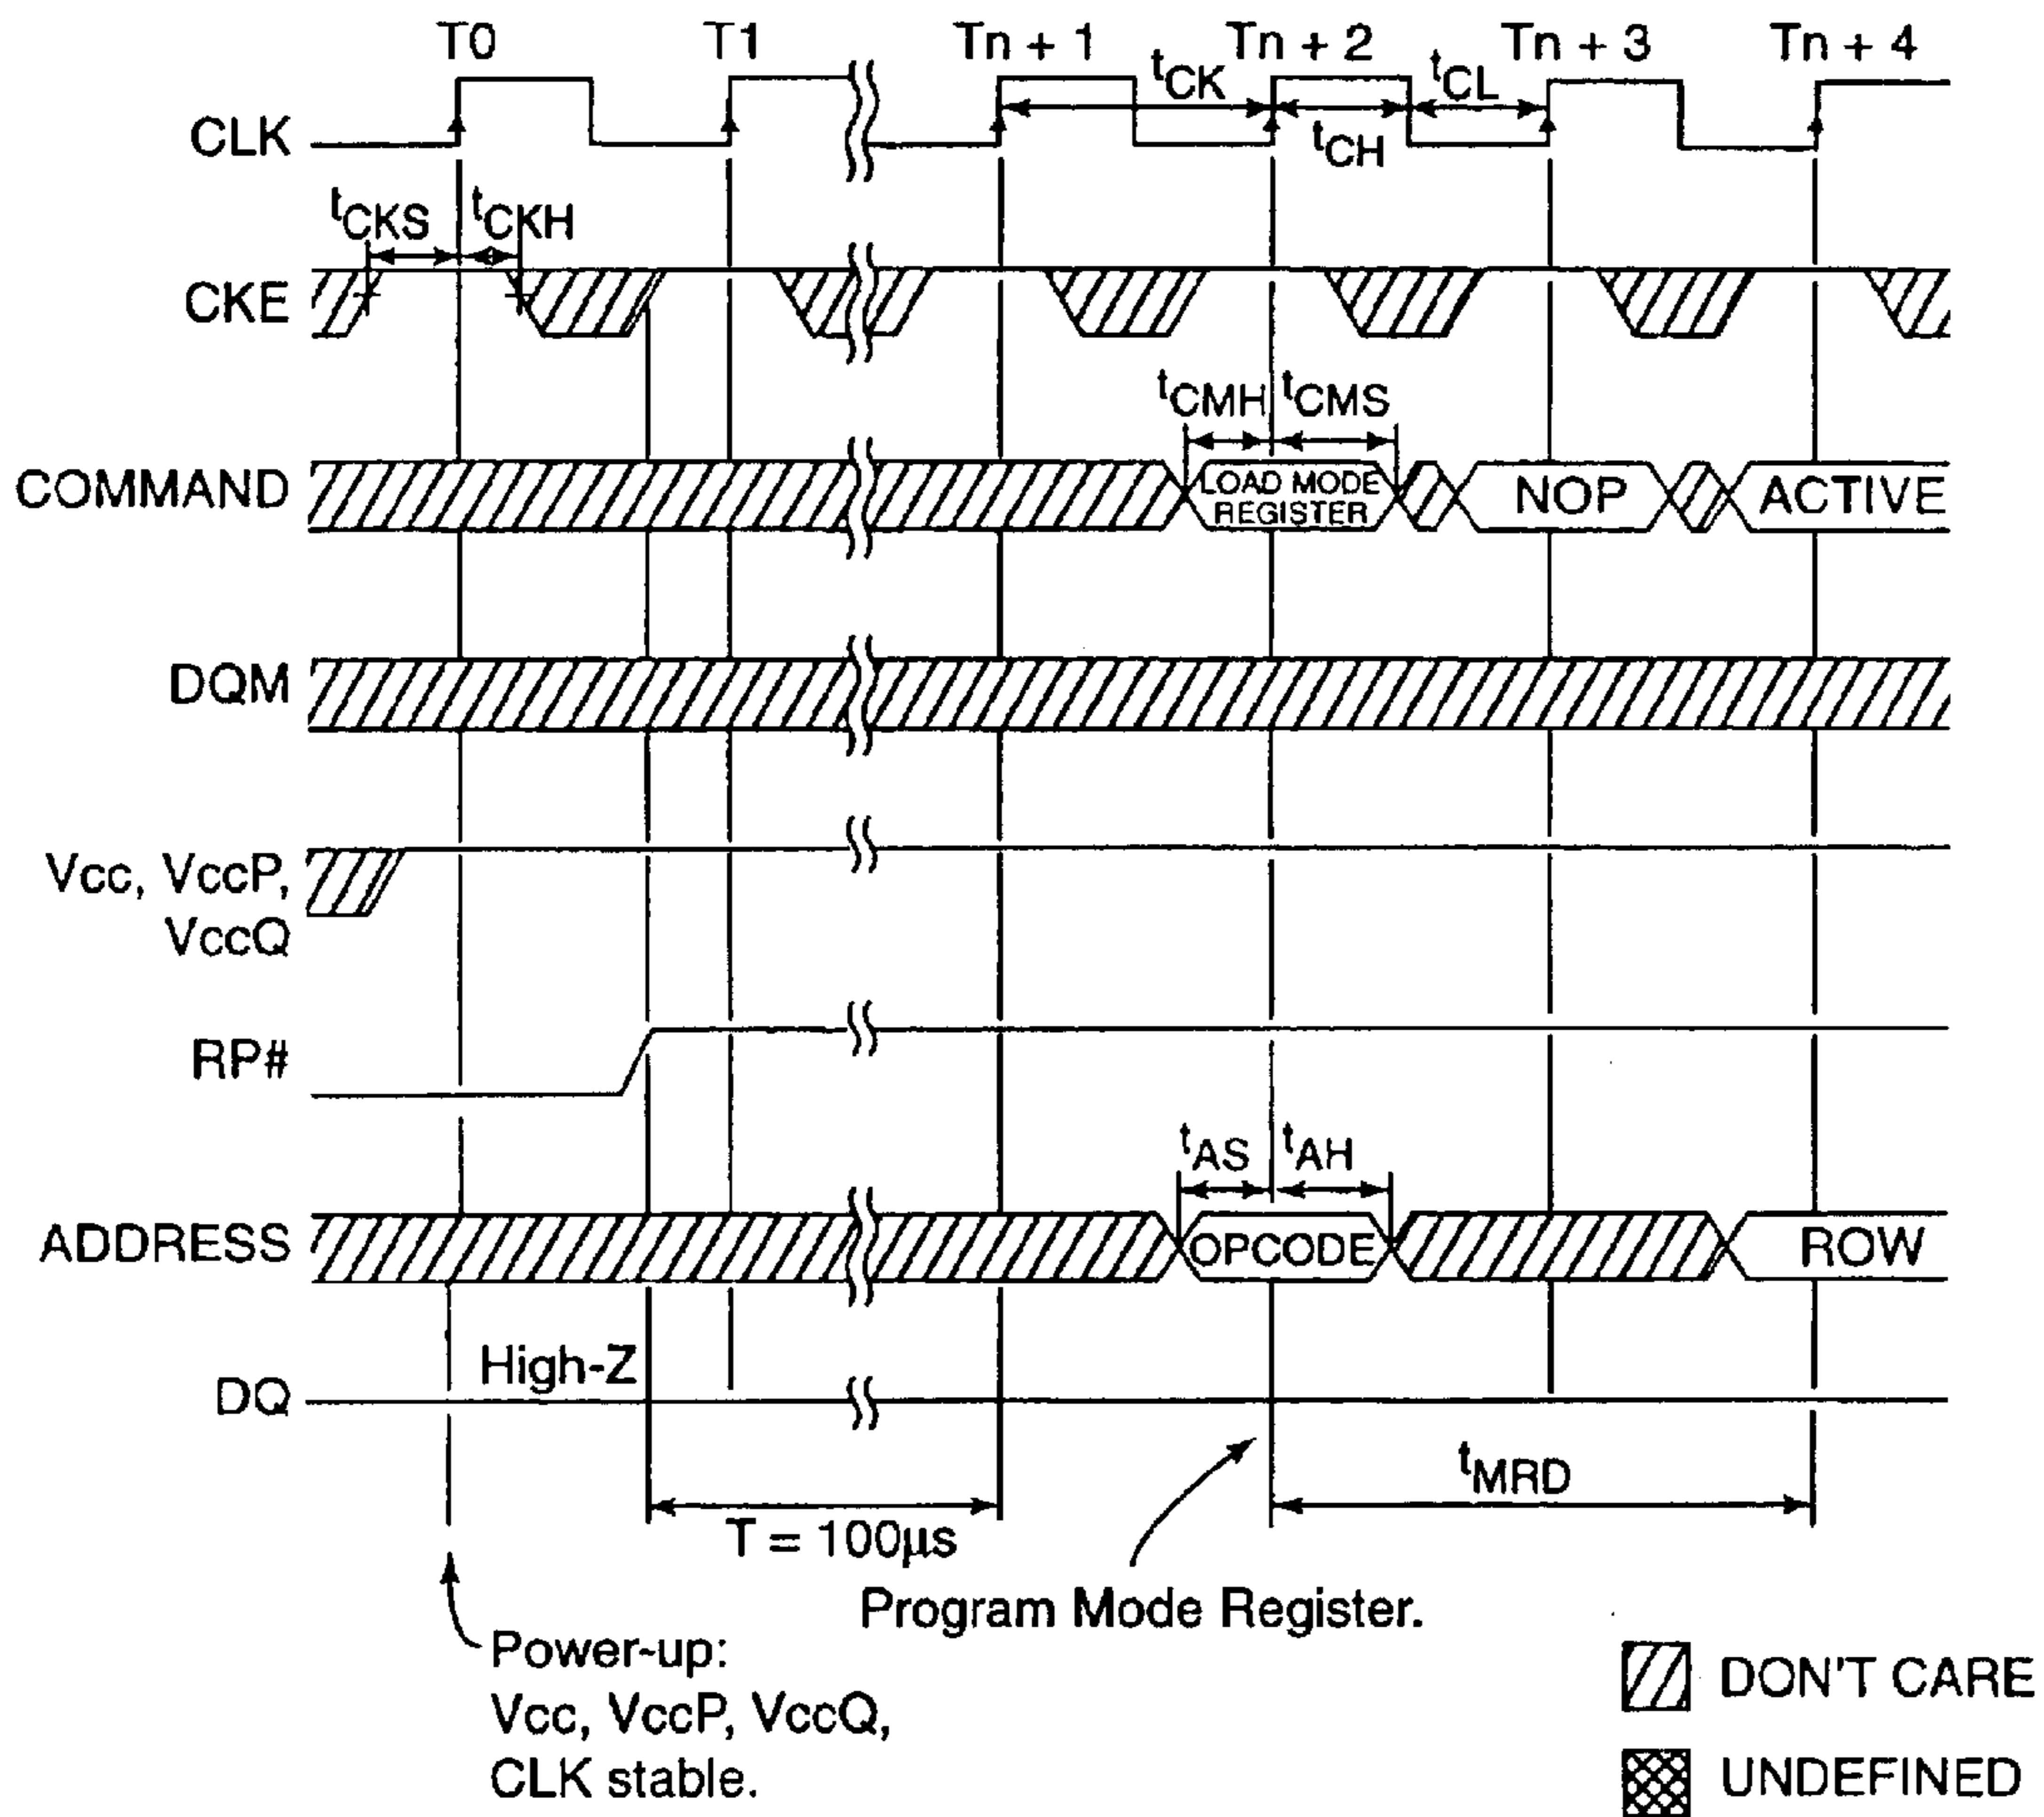 T0 T1 Tn + 1 Tn + 2 Tn + 3 Tn + 4
tCK tCL
CLK
tCH
tCKS tCKH
CKE
tCMH tCMS
COMMAND
LOAD MODE
REGISTER
NOP
ACTIVE
DQM
Vcc, VccP,
VccQ
RP#
tAS tAH
ADDRESS
OPCODE
ROW
High-Z
DQ
tMRD
T = 100µs
Program Mode Register.
Power-up:
Vcc, VccP, VccQ,
CLK stable.
DON'T CARE
UNDEFINED